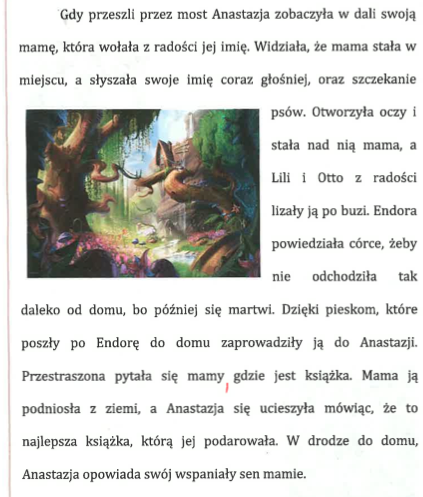 Gdy przeszli przez most Anastazja zobaczyła w dali swoją
mamę, która wołała z radości jej imię. Widziała, że mama stała w
miejscu, a słyszała swoje imię coraz głośniej, oraz szczekanie
psów. Otworzyła oczy i
stała nad nią mama, a
Lili i Otto z radości
lizały ją po buzi. Endora
powiedziała córce, żeby
nie odchodziła tak
daleko od domu, bo później się martwi. Dzięki pieskom, które
poszły po Endorę do domu zaprowadziły ją do Anastazji.
Przestraszona pytała się mamy, gdzie jest książka. Mama ją
podniosła z ziemi, a Anastazja się ucieszyła mówiąc, że to
najlepsza książka, którą jej podarowała. W drodze do domu,
Anastazja opowiada swój wspaniały sen mamie.